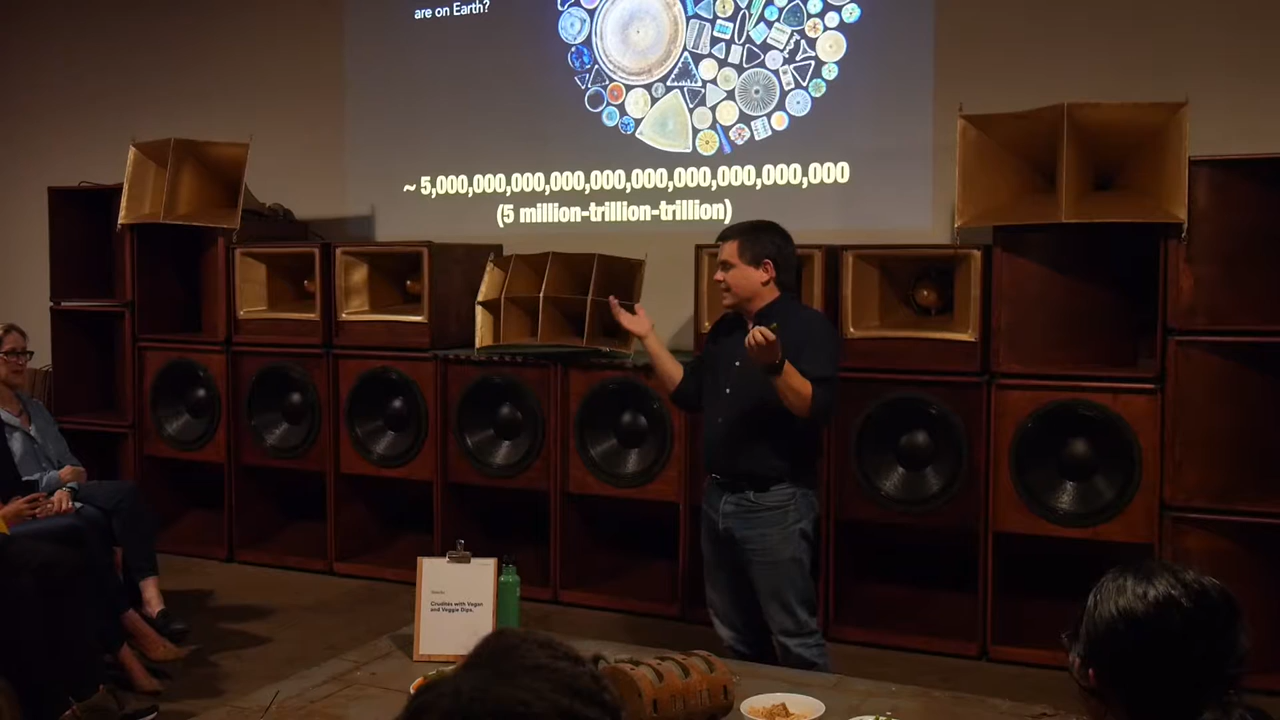 are on Earth?
~ 5,000,000,000,000,000,000,000,000,000,000
(5 million-trillion-trillion)
Crudités with Vegan
and Veggie Dips.